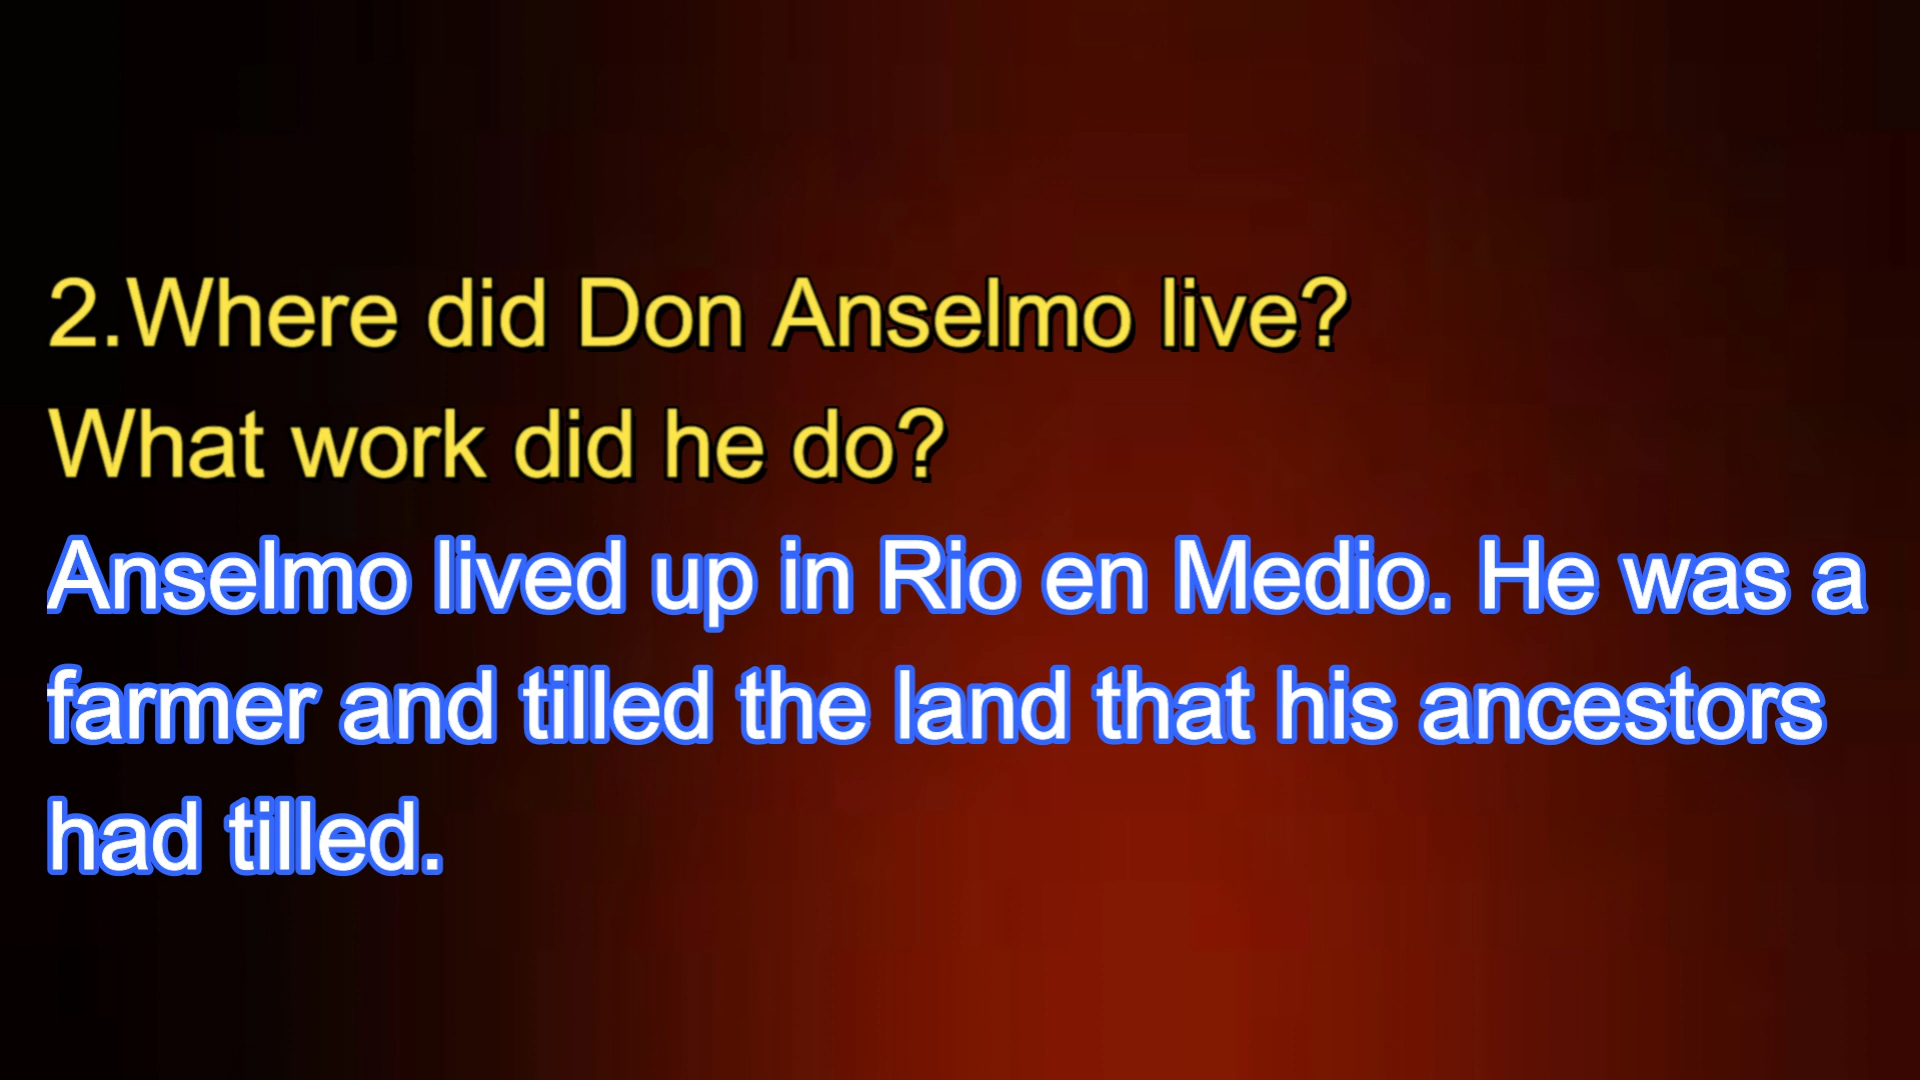 2.Where did Don Anselmo live?
What work did he do?
Anselmo lived up in Rio en Medio. He was a
farmer and tilled the land that his ancestors
had tilled.